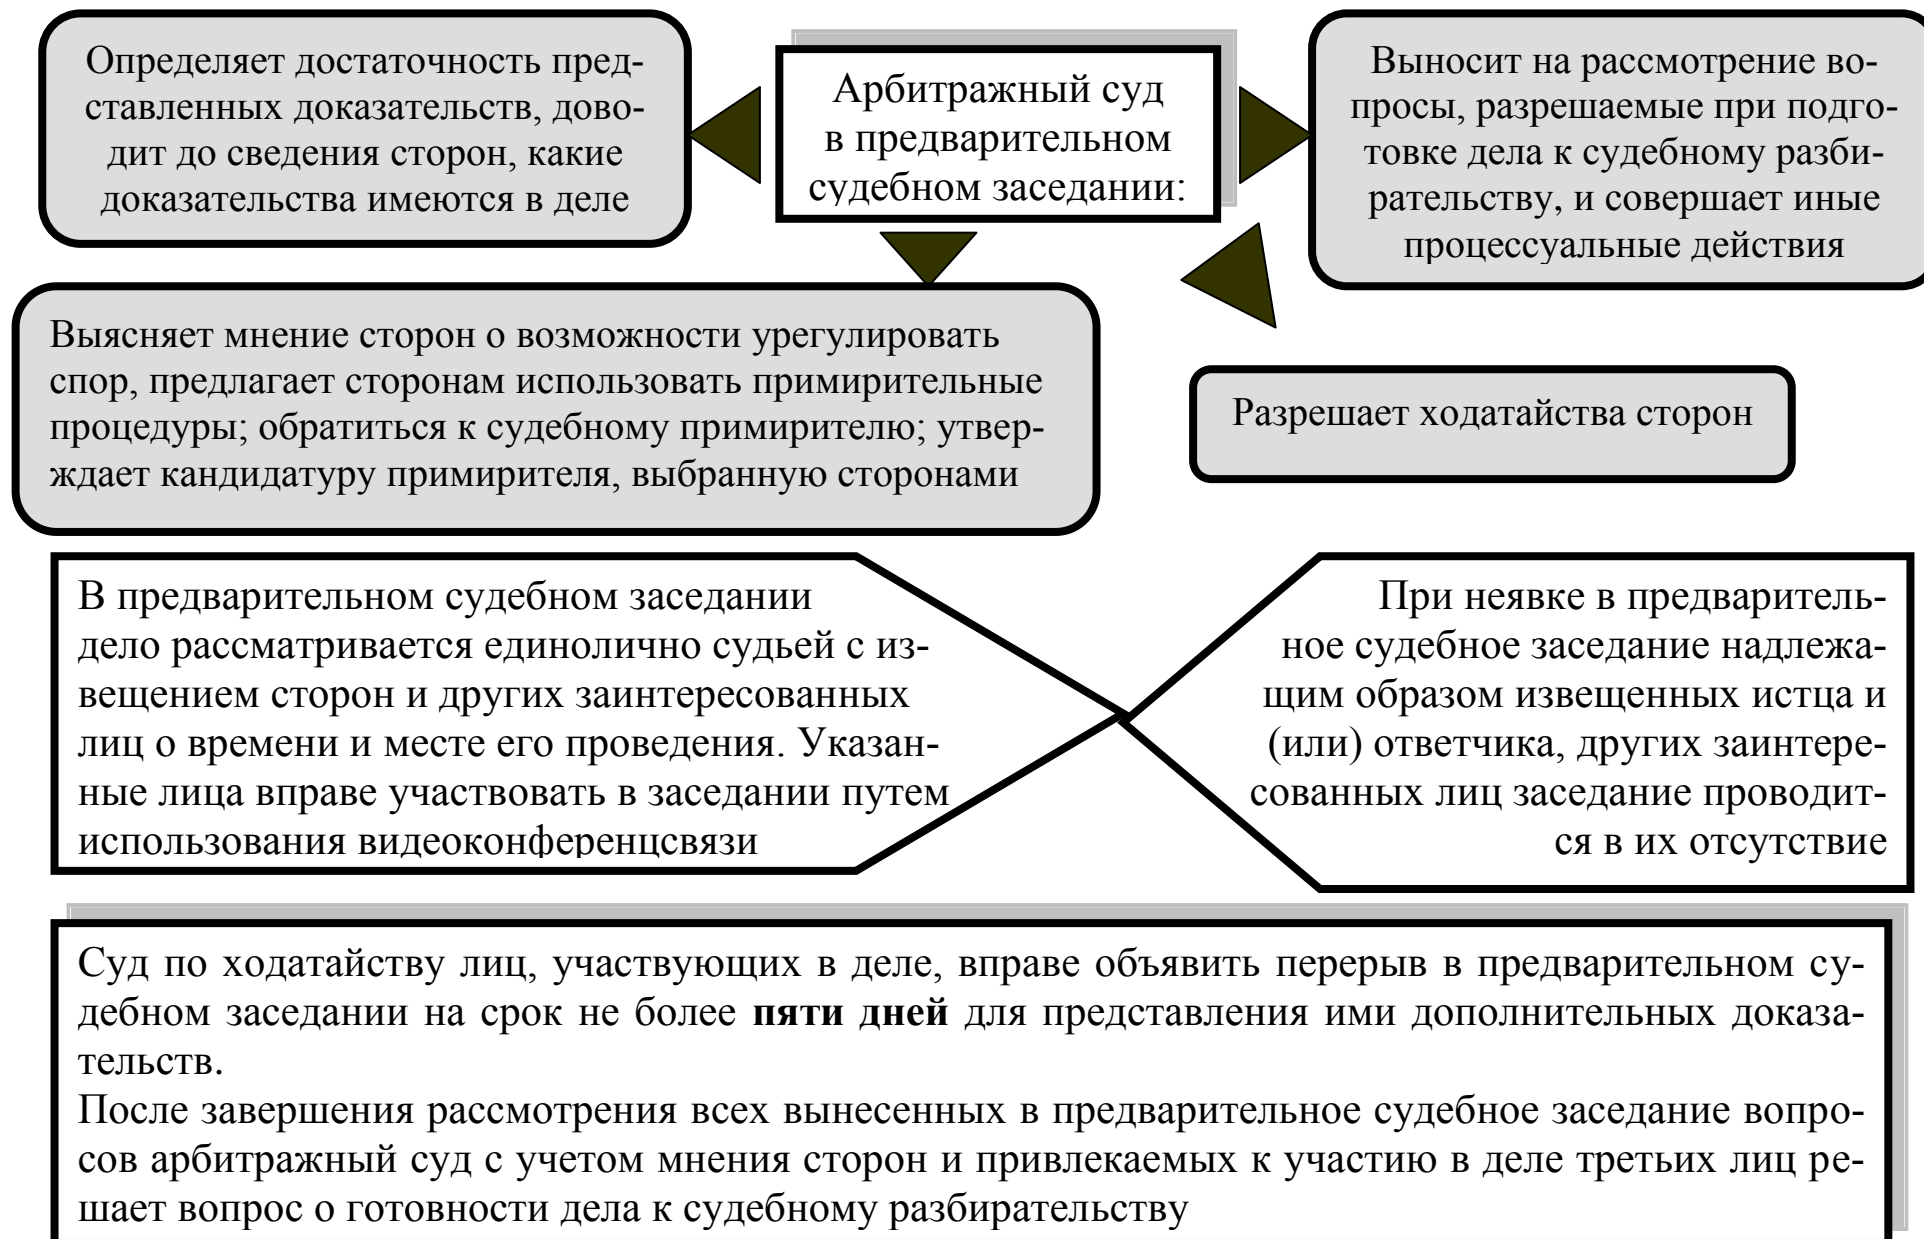 Определяет достаточность пред-
ставленных доказательств, дово-
дит до сведения сторон, какие
доказательства имеются в деле
Арбитражный суд
в предварительном
судебном заседании:
Выносит на рассмотрение во-
просы, разрешаемые при подго-
товке дела к судебному разби-
рательству, и совершает иные
процессуальные действия
Выясняет мнение сторон о возможности урегулировать
спор, предлагает сторонам использовать примирительные
процедуры; обратиться к судебному примирителю; утвер-
ждает кандидатуру примирителя, выбранную сторонами
Разрешает ходатайства сторон
В предварительном судебном заседании
дело рассматривается единолично судьей с из-
вещением сторон и других заинтересованных
лиц о времени и месте его проведения. Указан-
ные лица вправе участвовать в заседании путем
использования видеоконференцсвязи
При неявке в предваритель-
ное судебное заседание надлежа-
щим образом извещенных истца и
(или) ответчика, других заинтере-
сованных лиц заседание проводит-
ся в их отсутствие
Суд по ходатайству лиц, участвующих в деле, вправе объявить перерыв в предварительном су-
дебном заседании на срок не более пяти дней для представления ими дополнительных доказа-
тельств.
После завершения рассмотрения всех вынесенных в предварительное судебное заседание вопро-
сов арбитражный суд с учетом мнения сторон и привлекаемых к участию в деле третьих лиц ре-
шает вопрос о готовности дела к судебному разбирательству